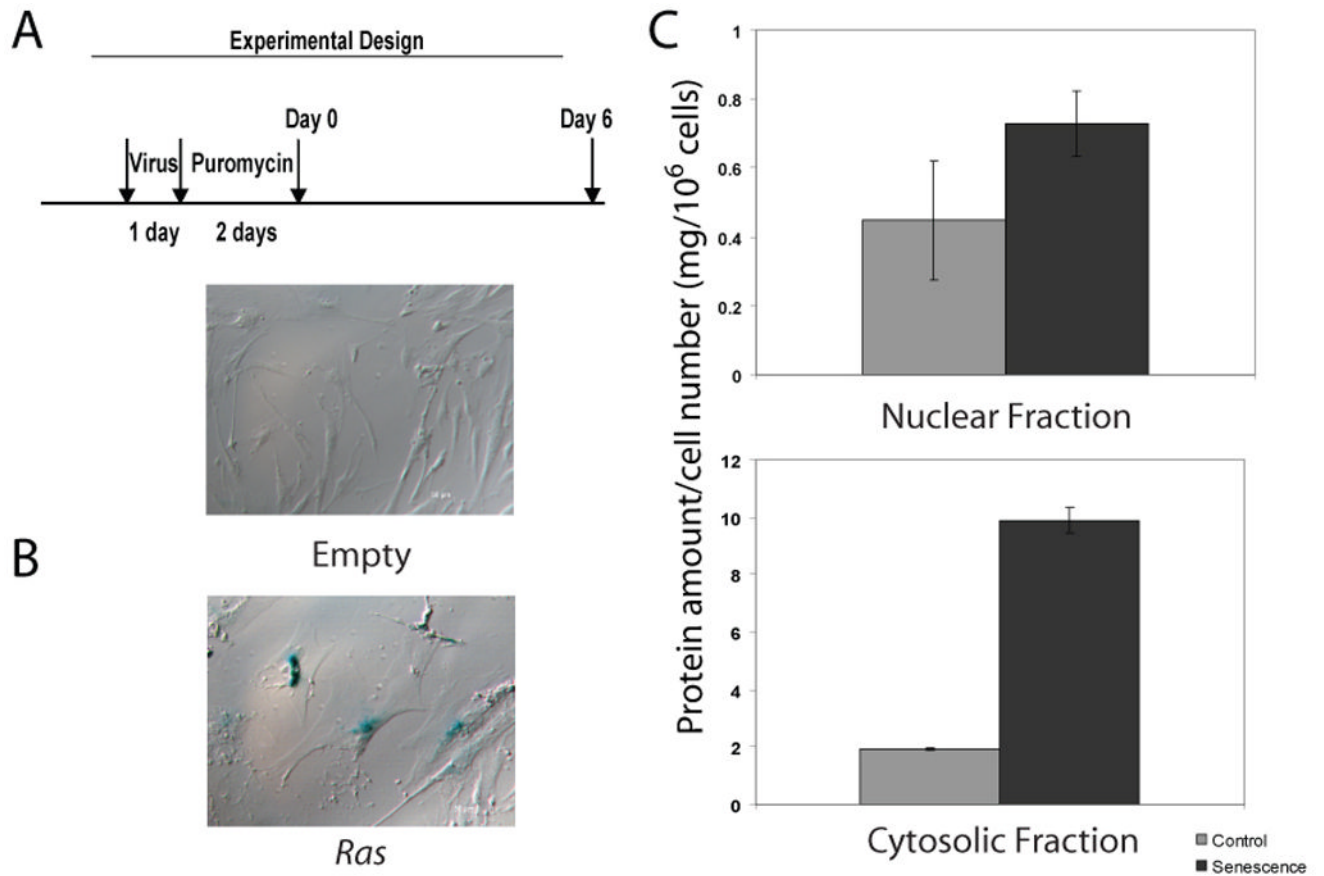 A
Experimental Design
Day 0
Day 6
Virus
Puromycin
1 day
2 days
Empty
B
Ras
C
Protein amount/cell number (mg/10⁶ cells)
1
0.8
0.6
0.4
0.2
0
Nuclear Fraction
12
10
8
6
4
2
0
Cytosolic Fraction
Control
Senescence